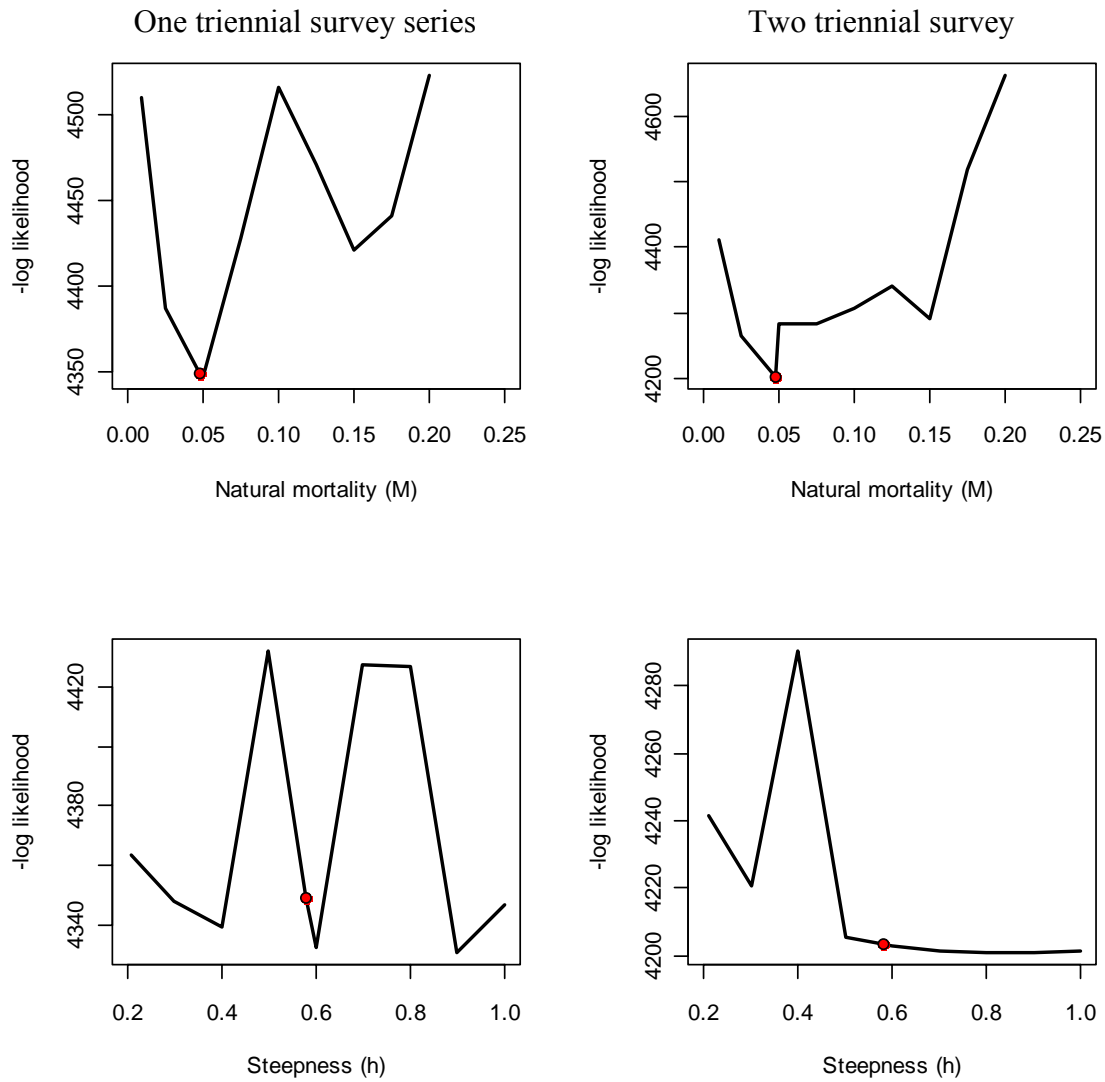 One triennial survey series
Two triennial survey
-log likelihood
4350 4400 4450 4500
0.00 0.05 0.10 0.15 0.20 0.25
Natural mortality (M)
-log likelihood
4200 4400 4600
0.00 0.05 0.10 0.15 0.20 0.25
Natural mortality (M)
-log likelihood
4340 4380 4420
0.2 0.4 0.6 0.8 1.0
Steepness (h)
-log likelihood
4200 4220 4240 4260 4280
0.2 0.4 0.6 0.8 1.0
Steepness (h)